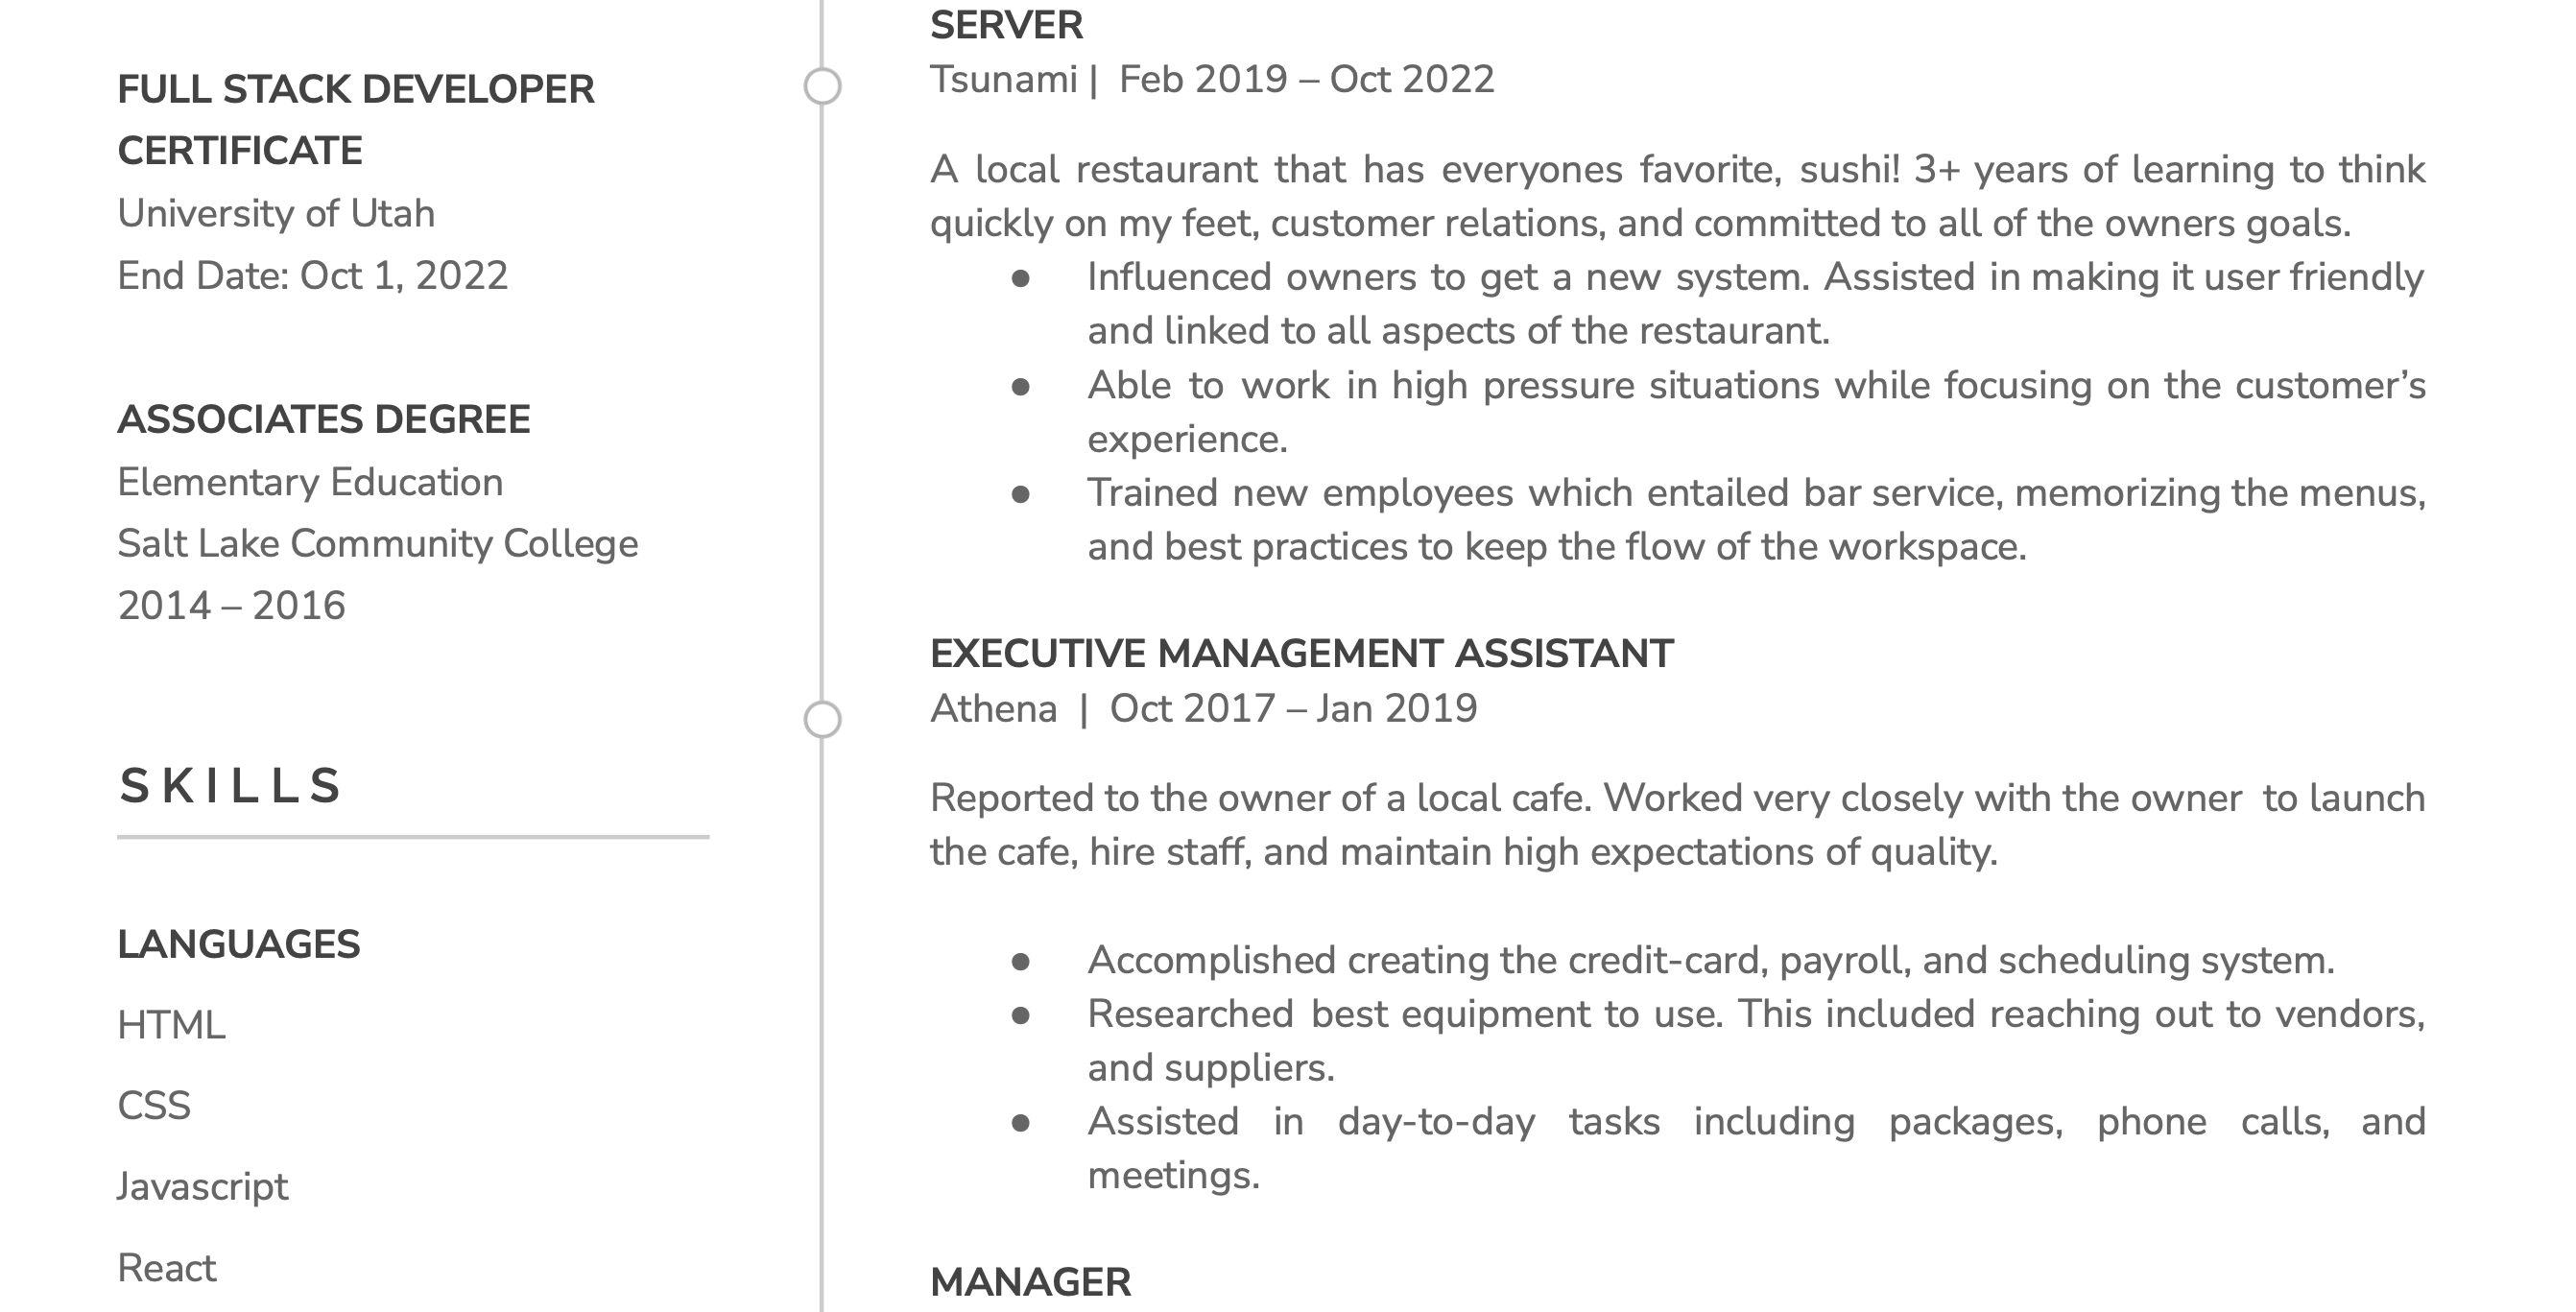 FULL STACK DEVELOPER
CERTIFICATE
University of Utah
End Date: Oct 1, 2022
ASSOCIATES DEGREE
Elementary Education
Salt Lake Community College
2014 – 2016
SKILLS
LANGUAGES
HTML
CSS
Javascript
React
SERVER
Tsunami | Feb 2019 – Oct 2022
A local restaurant that has everyones favorite, sushi! 3+ years of learning to think
quickly on my feet, customer relations, and committed to all of the owners goals.
● Influenced owners to get a new system. Assisted in making it user friendly
and linked to all aspects of the restaurant.
● Able to work in high pressure situations while focusing on the customer’s
experience.
● Trained new employees which entailed bar service, memorizing the menus,
and best practices to keep the flow of the workspace.
EXECUTIVE MANAGEMENT ASSISTANT
Athena | Oct 2017 – Jan 2019
Reported to the owner of a local cafe. Worked very closely with the owner to launch
the cafe, hire staff, and maintain high expectations of quality.
● Accomplished creating the credit-card, payroll, and scheduling system.
● Researched best equipment to use. This included reaching out to vendors,
and suppliers.
● Assisted in day-to-day tasks including packages, phone calls, and
meetings.
MANAGER